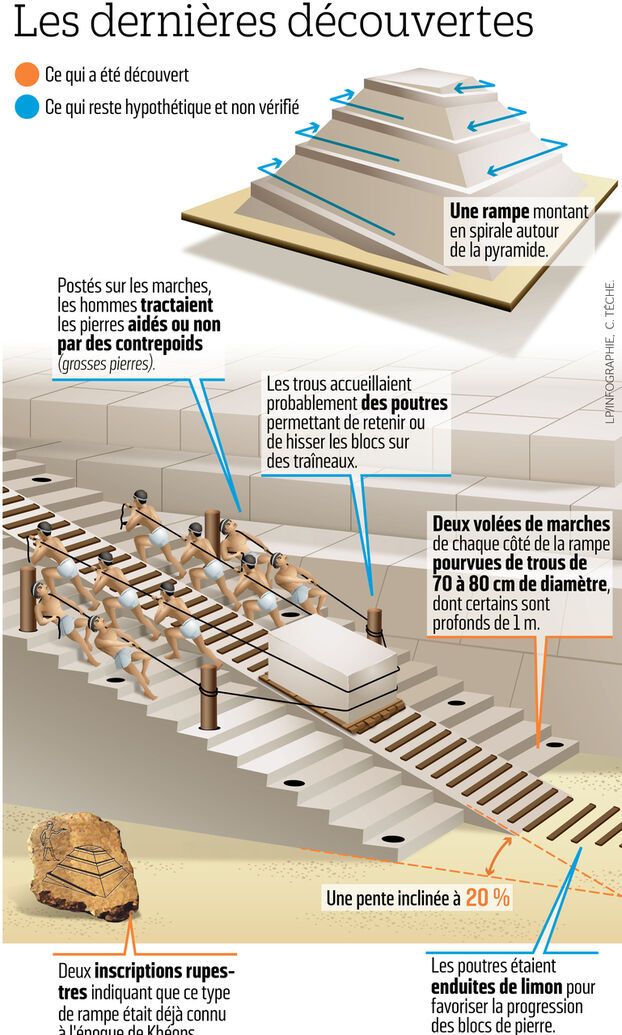 Les dernières découvertes
Ce qui a été découvert
Ce qui reste hypothétique et non vérifié
Une rampe montant
en spirale autour
de la pyramide.
LP/INFOGRAPHIE, C. TÊCHE.
Postés sur les marches,
les hommes tractaient
les pierres aidés ou non
par des contrepoids
(grosses pierres).
Les trous accueillaient
probablement des poutres
permettant de retenir ou
de hisser les blocs sur
des traîneaux.
Deux volées de marches
de chaque côté de la rampe
pourvues de trous de
70 à 80 cm de diamètre,
dont certains sont
profonds de 1 m.
Une pente inclinée à 20 %
Deux inscriptions rupes-
tres indiquant que ce type
de rampe était déjà connu
à l'époque de Khéops.
Les poutres étaient
enduites de limon pour
favoriser la progression
des blocs de pierre.